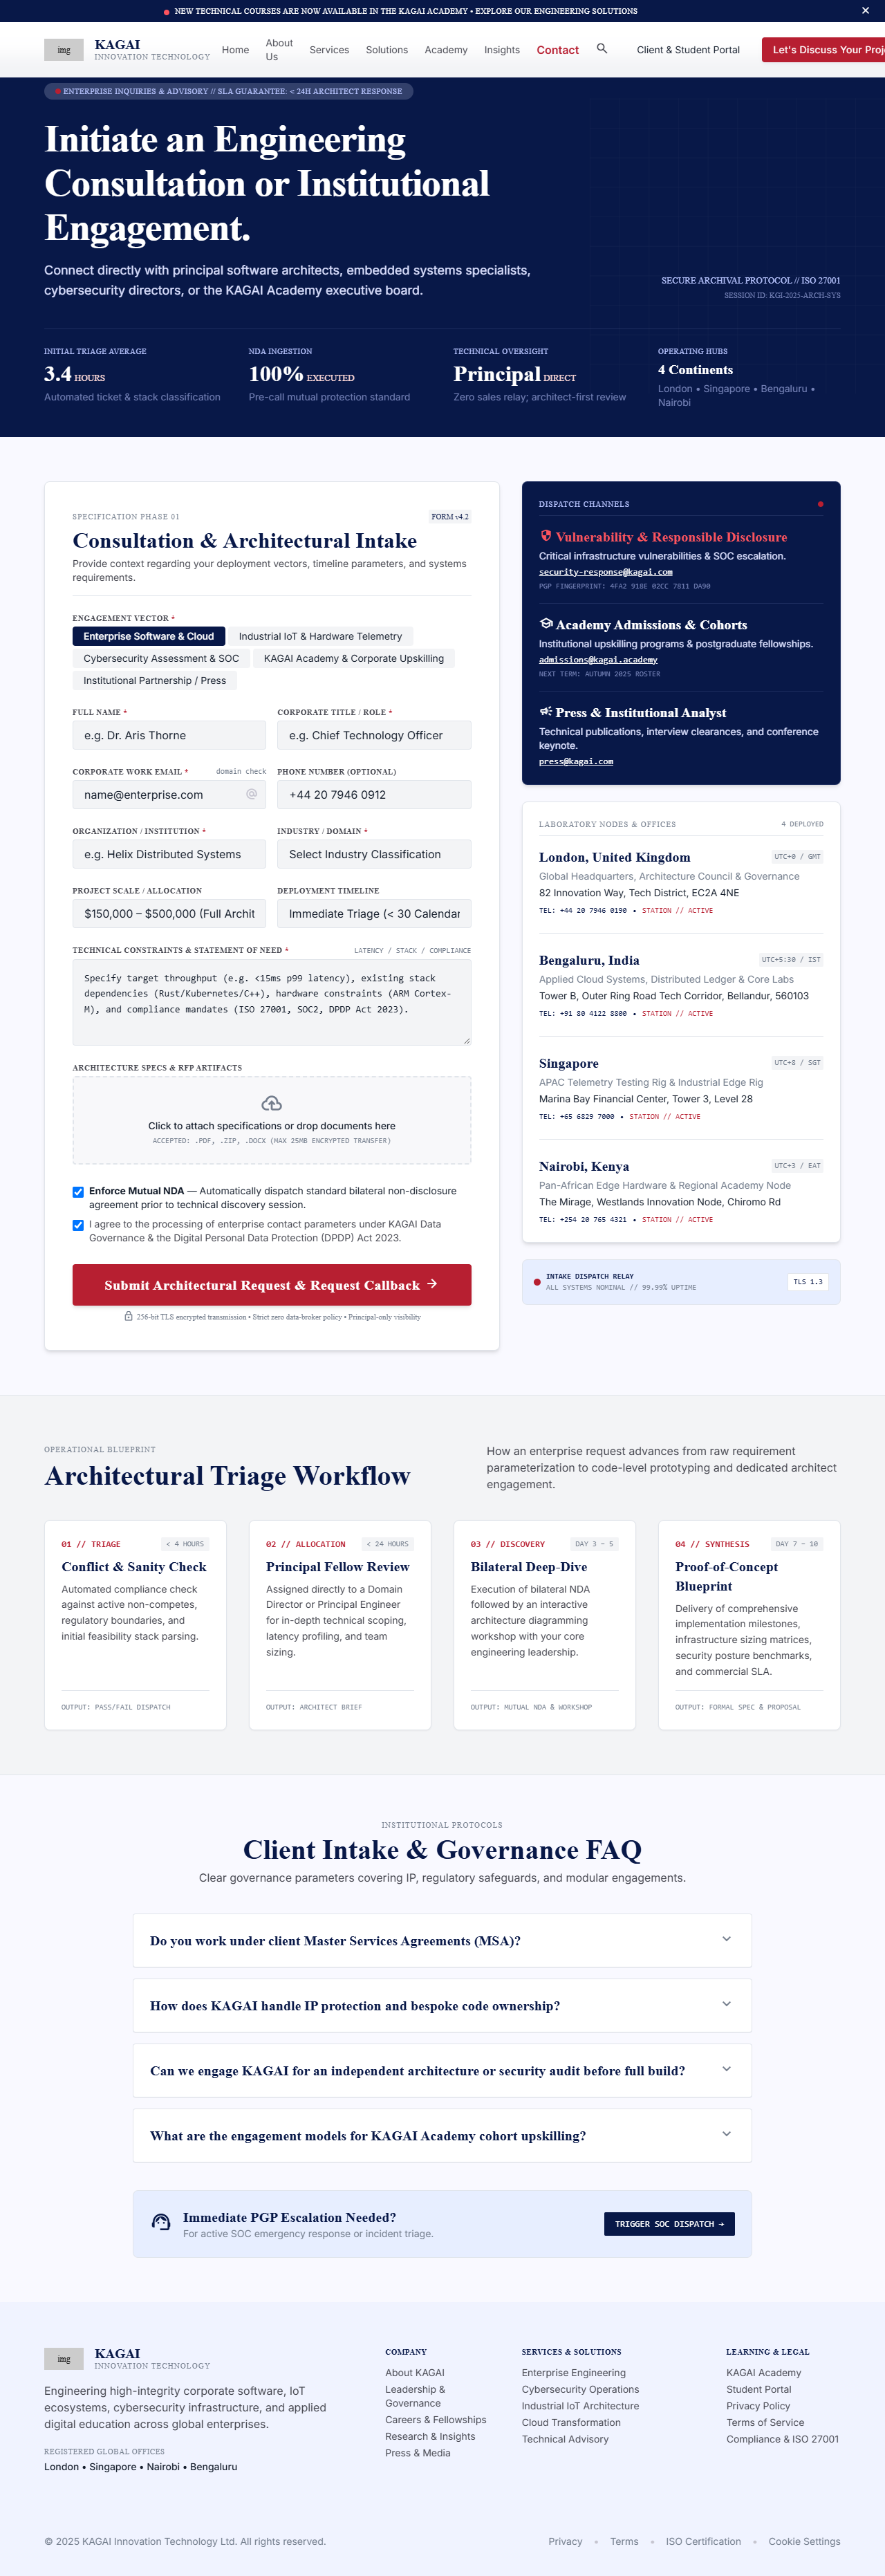 NEW TECHNICAL COURSES ARE NOW AVAILABLE IN THE KAGAI ACADEMY • EXPLORE OUR ENGINEERING SOLUTIONS
✕
img
KAGAI
INNOVATION TECHNOLOGY
Home
About Us
Services
Solutions
Academy
Insights
Contact
Client & Student Portal
Let's Discuss Your Proj
ENTERPRISE INQUIRIES & ADVISORY // SLA GUARANTEE: < 24H ARCHITECT RESPONSE
Initiate an Engineering
Consultation or Institutional
Engagement.
Connect directly with principal software architects, embedded systems specialists,
cybersecurity directors, or the KAGAI Academy executive board.
SECURE ARCHIVAL PROTOCOL // ISO 27001
SESSION ID: KGI-2025-ARCH-SYS
INITIAL TRIAGE AVERAGE
3.4 HOURS
Automated ticket & stack classification
NDA INGESTION
100% EXECUTED
Pre-call mutual protection standard
TECHNICAL OVERSIGHT
Principal DIRECT
Zero sales relay; architect-first review
OPERATING HUBS
4 Continents
London • Singapore • Bengaluru •
Nairobi
SPECIFICATION PHASE 01
FORM v4.2
Consultation & Architectural Intake
Provide context regarding your deployment vectors, timeline parameters, and systems
requirements.
ENGAGEMENT VECTOR *
Enterprise Software & Cloud
Industrial IoT & Hardware Telemetry
Cybersecurity Assessment & SOC
KAGAI Academy & Corporate Upskilling
Institutional Partnership / Press
FULL NAME *
e.g. Dr. Aris Thorne
CORPORATE TITLE / ROLE *
e.g. Chief Technology Officer
CORPORATE WORK EMAIL *
domain check
name@enterprise.com
PHONE NUMBER (OPTIONAL)
+44 20 7946 0912
ORGANIZATION / INSTITUTION *
e.g. Helix Distributed Systems
INDUSTRY / DOMAIN *
Select Industry Classification
PROJECT SCALE / ALLOCATION
$150,000 – $500,000 (Full Archit
DEPLOYMENT TIMELINE
Immediate Triage (< 30 Calendar
TECHNICAL CONSTRAINTS & STATEMENT OF NEED *
LATENCY / STACK / COMPLIANCE
Specify target throughput (e.g. <15ms p99 latency), existing stack
dependencies (Rust/Kubernetes/C++), hardware constraints (ARM Cortex-
M), and compliance mandates (ISO 27001, SOC2, DPDP Act 2023).
ARCHITECTURE SPECS & RFP ARTIFACTS
Click to attach specifications or drop documents here
ACCEPTED: .PDF, .ZIP, .DOCX (MAX 25MB ENCRYPTED TRANSFER)
Enforce Mutual NDA — Automatically dispatch standard bilateral non-disclosure
agreement prior to technical discovery session.
I agree to the processing of enterprise contact parameters under KAGAI Data
Governance & the Digital Personal Data Protection (DPDP) Act 2023.
Submit Architectural Request & Request Callback →
256-bit TLS encrypted transmission • Strict zero data-broker policy • Principal-only visibility
DISPATCH CHANNELS
Vulnerability & Responsible Disclosure
Critical infrastructure vulnerabilities & SOC escalation.
security-response@kagai.com
PGP FINGERPRINT: 4FA2 918E 02CC 7811 DA90
Academy Admissions & Cohorts
Institutional upskilling programs & postgraduate fellowships.
admissions@kagai.academy
NEXT TERM: AUTUMN 2025 ROSTER
Press & Institutional Analyst
Technical publications, interview clearances, and conference
keynote.
press@kagai.com
LABORATORY NODES & OFFICES
4 DEPLOYED
London, United Kingdom
UTC+0 / GMT
Global Headquarters, Architecture Council & Governance
82 Innovation Way, Tech District, EC2A 4NE
TEL: +44 20 7946 0190 • STATION // ACTIVE
Bengaluru, India
UTC+5:30 / IST
Applied Cloud Systems, Distributed Ledger & Core Labs
Tower B, Outer Ring Road Tech Corridor, Bellandur, 560103
TEL: +91 80 4122 8800 • STATION // ACTIVE
Singapore
UTC+8 / SGT
APAC Telemetry Testing Rig & Industrial Edge Rig
Marina Bay Financial Center, Tower 3, Level 28
TEL: +65 6829 7000 • STATION // ACTIVE
Nairobi, Kenya
UTC+3 / EAT
Pan-African Edge Hardware & Regional Academy Node
The Mirage, Westlands Innovation Node, Chiromo Rd
TEL: +254 20 765 4321 • STATION // ACTIVE
INTAKE DISPATCH RELAY
ALL SYSTEMS NOMINAL // 99.99% UPTIME
TLS 1.3
OPERATIONAL BLUEPRINT
Architectural Triage Workflow
How an enterprise request advances from raw requirement
parameterization to code-level prototyping and dedicated architect
engagement.
01 // TRIAGE
< 4 HOURS
Conflict & Sanity Check
Automated compliance check
against active non-competes,
regulatory boundaries, and
initial feasibility stack parsing.
OUTPUT: PASS/FAIL DISPATCH
02 // ALLOCATION
< 24 HOURS
Principal Fellow Review
Assigned directly to a Domain
Director or Principal Engineer
for in-depth technical scoping,
latency profiling, and team
sizing.
OUTPUT: ARCHITECT BRIEF
03 // DISCOVERY
DAY 3 – 5
Bilateral Deep-Dive
Execution of bilateral NDA
followed by an interactive
architecture diagramming
workshop with your core
engineering leadership.
OUTPUT: MUTUAL NDA & WORKSHOP
04 // SYNTHESIS
DAY 7 – 10
Proof-of-Concept
Blueprint
Delivery of comprehensive
implementation milestones,
infrastructure sizing matrices,
security posture benchmarks,
and commercial SLA.
OUTPUT: FORMAL SPEC & PROPOSAL
INSTITUTIONAL PROTOCOLS
Client Intake & Governance FAQ
Clear governance parameters covering IP, regulatory safeguards, and modular engagements.
Do you work under client Master Services Agreements (MSA)?
How does KAGAI handle IP protection and bespoke code ownership?
Can we engage KAGAI for an independent architecture or security audit before full build?
What are the engagement models for KAGAI Academy cohort upskilling?
Immediate PGP Escalation Needed?
For active SOC emergency response or incident triage.
TRIGGER SOC DISPATCH →
img
KAGAI
INNOVATION TECHNOLOGY
Engineering high-integrity corporate software, IoT
ecosystems, cybersecurity infrastructure, and applied
digital education across global enterprises.
REGISTERED GLOBAL OFFICES
London • Singapore • Nairobi • Bengaluru
COMPANY
About KAGAI
Leadership &
Governance
Careers & Fellowships
Research & Insights
Press & Media
SERVICES & SOLUTIONS
Enterprise Engineering
Cybersecurity Operations
Industrial IoT Architecture
Cloud Transformation
Technical Advisory
LEARNING & LEGAL
KAGAI Academy
Student Portal
Privacy Policy
Terms of Service
Compliance & ISO 27001
© 2025 KAGAI Innovation Technology Ltd. All rights reserved.
Privacy • Terms • ISO Certification • Cookie Settings